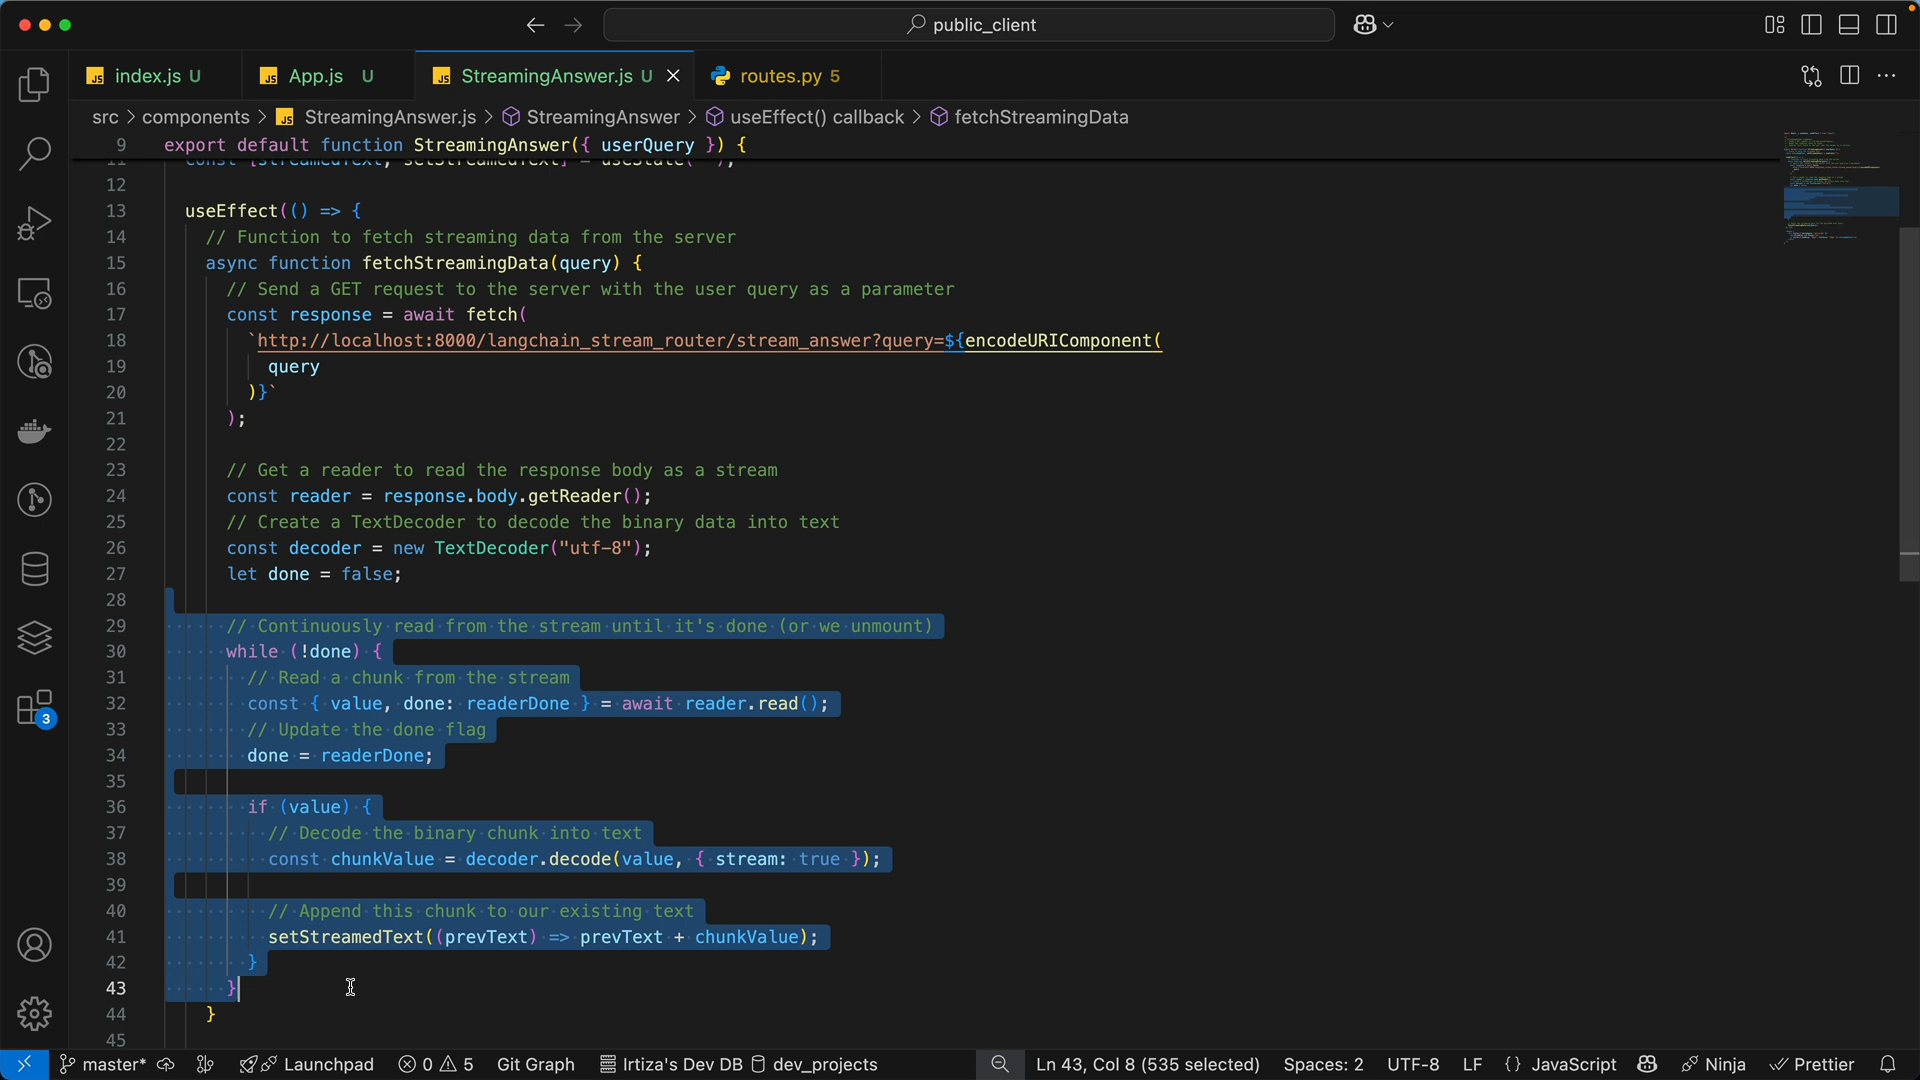 public_client
index.js U
App.js U
StreamingAnswer.js U
routes.py 5
src > components > StreamingAnswer.js > StreamingAnswer > useEffect() callback > fetchStreamingData
9 export default function StreamingAnswer({ userQuery }) {
11 const [streamedText, setStreamedText] = useState("");
12
13 useEffect(() => {
14 // Function to fetch streaming data from the server
15 async function fetchStreamingData(query) {
16 // Send a GET request to the server with the user query as a parameter
17 const response = await fetch(
18 `http://localhost:8000/langchain_stream_router/stream_answer?query=${encodeURIComponent(
19 query
20 )}`
21 );
22
23 // Get a reader to read the response body as a stream
24 const reader = response.body.getReader();
25 // Create a TextDecoder to decode the binary data into text
26 const decoder = new TextDecoder("utf-8");
27 let done = false;
28
29 // Continuously read from the stream until it's done (or we unmount)
30 while (!done) {
31 // Read a chunk from the stream
32 const { value, done: readerDone } = await reader.read();
33 // Update the done flag
34 done = readerDone;
35
36 if (value) {
37 // Decode the binary chunk into text
38 const chunkValue = decoder.decode(value, { stream: true });
39
40 // Append this chunk to our existing text
41 setStreamedText((prevText) => prevText + chunkValue);
42 }
43 }
44 }
45
3
master* Launchpad 0 5 Git Graph Irtiza's Dev DB dev_projects Ln 43, Col 8 (535 selected) Spaces: 2 UTF-8 LF {} JavaScript Ninja Prettier